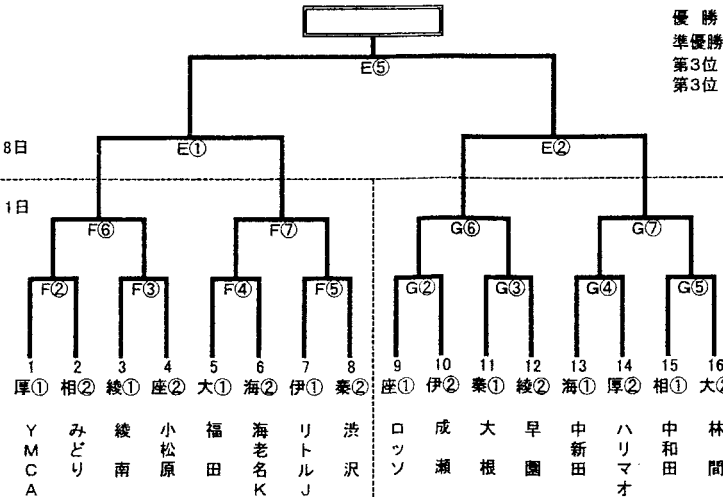 優勝
準優勝
第3位
第3位
E⑤
8日
E① E②
1日
F⑥ F⑦ G⑥ G⑦
F② F③ F④ F⑤ G② G③ G④ G⑤
1 2 3 4 5 6 7 8 9 10 11 12 13 14 15 16
厚① 相② 綾① 座② 大① 海② 伊① 秦② 座① 伊② 秦① 綾② 海① 厚② 相① 大②
YMCA
みどり
綾南
小松原
福田
海老名K
リトルJ
渋沢
ロッソ
成瀬
大根
早園
中新田
ハリマオ
中和田
林間